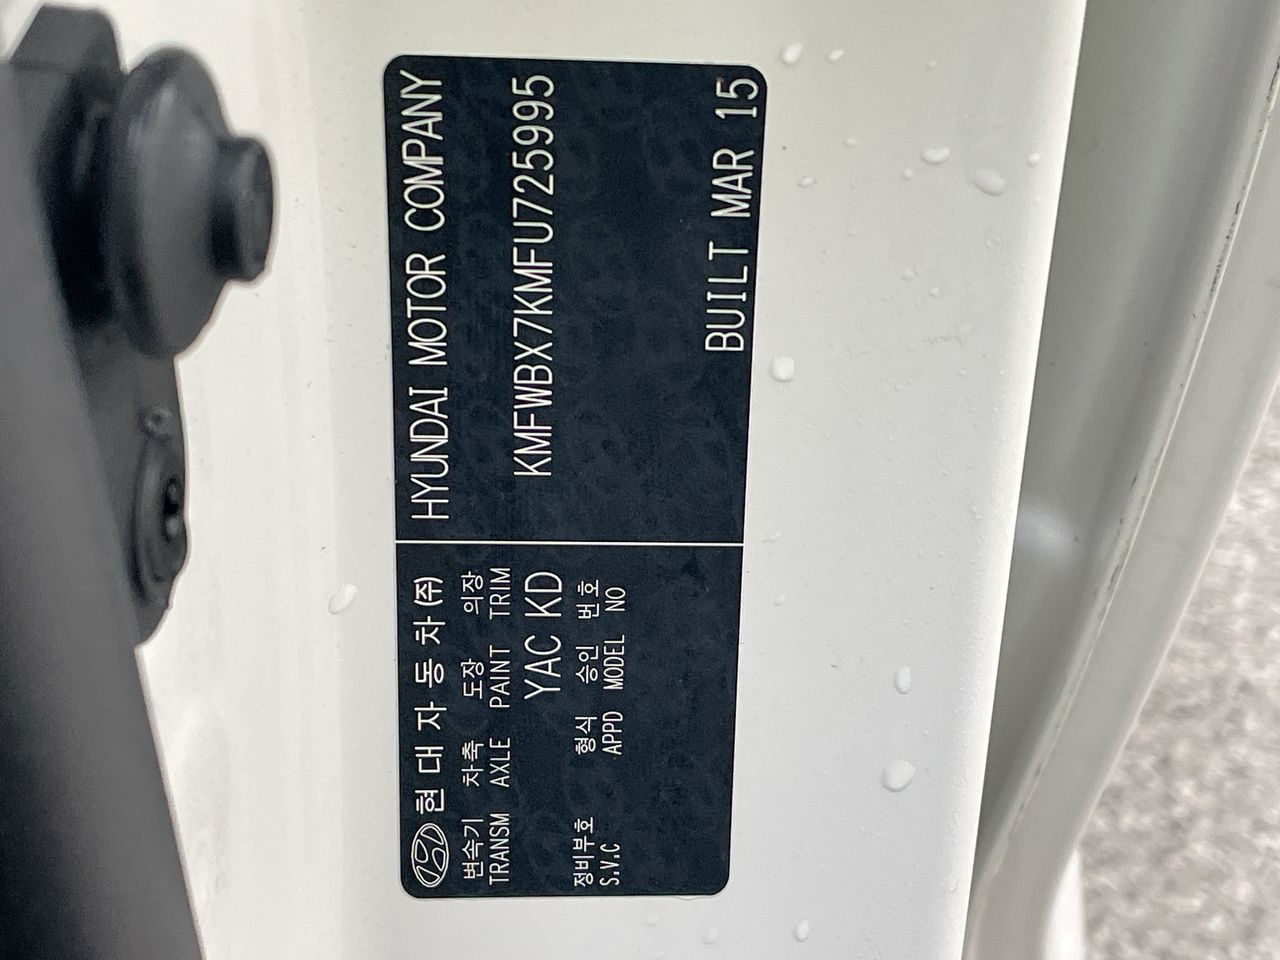 현대자동차(주) HYUNDAI MOTOR COMPANY
변속기 차축 도장 의장
TRANSM AXLE PAINT TRIM
KMFWBX7KMFU725995
YAC KD
정비부호 형식 승인 번호
S.V.C APPD MODEL NO
BUILT MAR 15